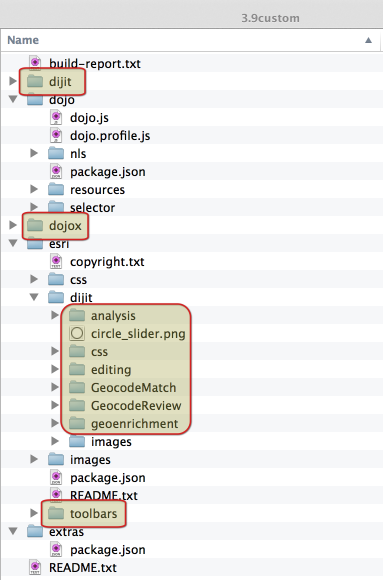 3.9custom
Name
build-report.txt
dijit
dojo
dojo.js
dojo.profile.js
nls
package.json
resources
selector
dojox
esri
copyright.txt
css
dijit
analysis
circle_slider.png
css
editing
GeocodeMatch
GeocodeReview
geoenrichment
images
images
package.json
README.txt
toolbars
extras
package.json
README.txt